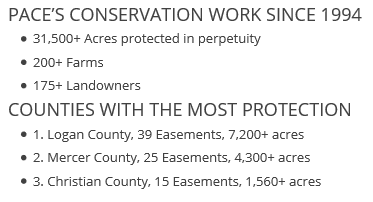 PACE’S CONSERVATION WORK SINCE 1994
• 31,500+ Acres protected in perpetuity
• 200+ Farms
• 175+ Landowners
COUNTIES WITH THE MOST PROTECTION
• 1. Logan County, 39 Easements, 7,200+ acres
• 2. Mercer County, 25 Easements, 4,300+ acres
• 3. Christian County, 15 Easements, 1,560+ acres